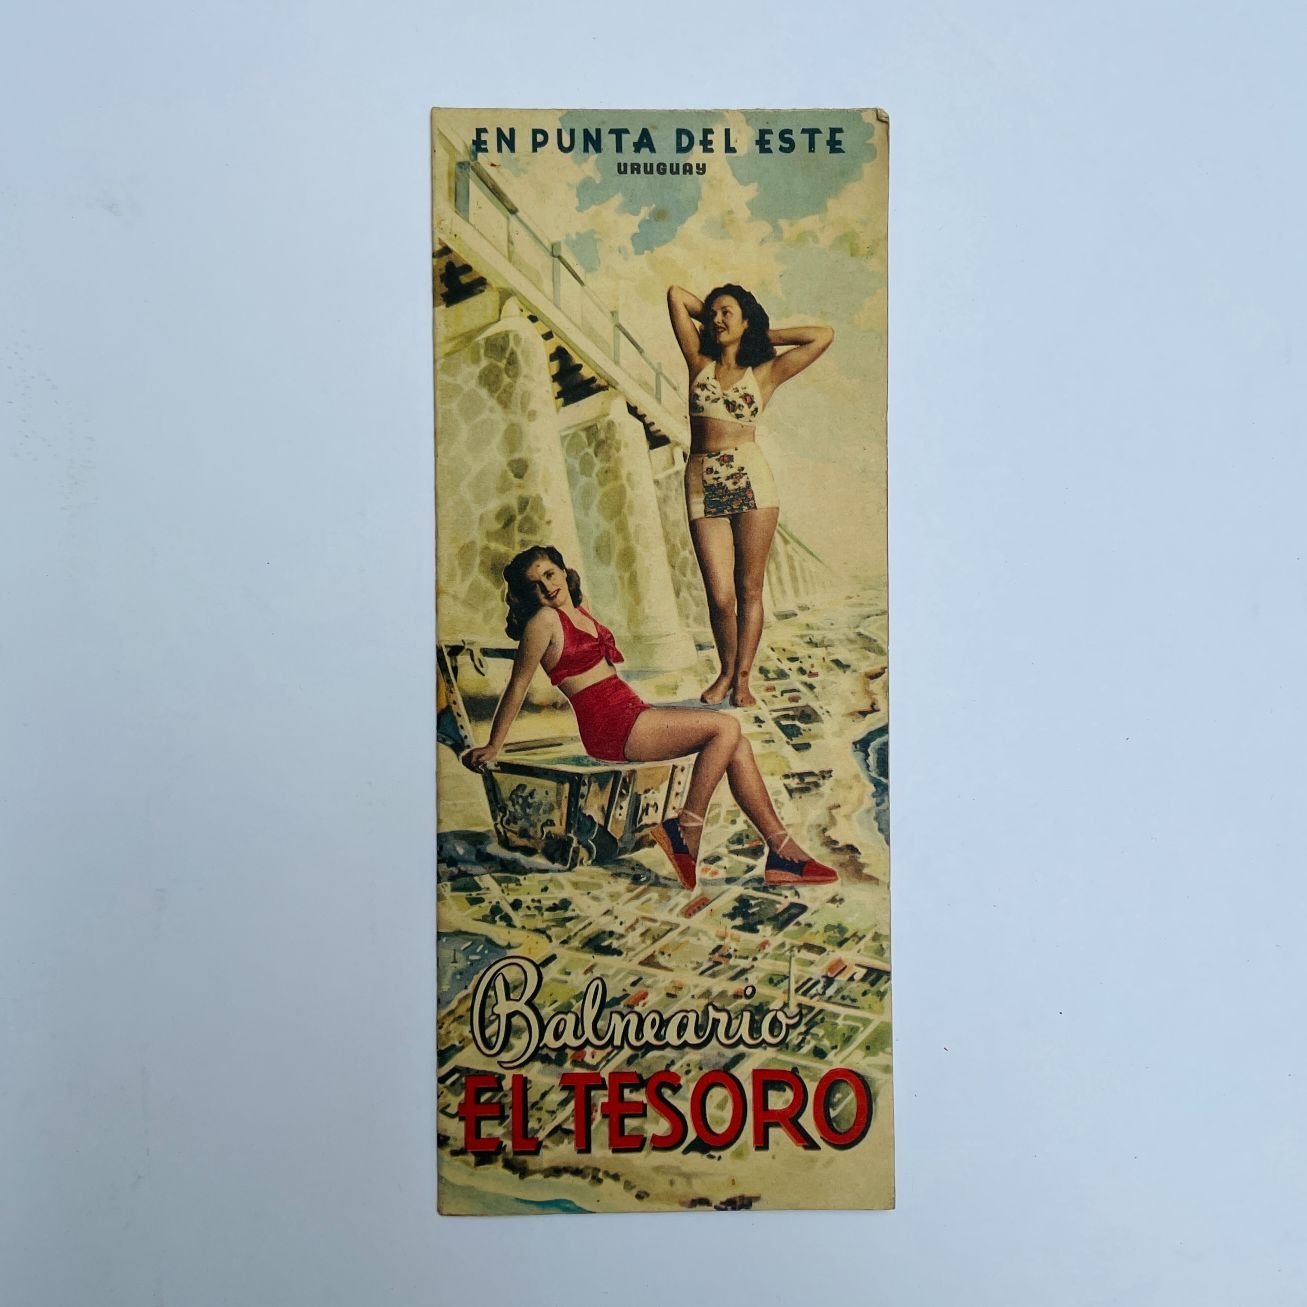 EN PUNTA DEL ESTE
URUGUAY
Balneario
EL TESORO